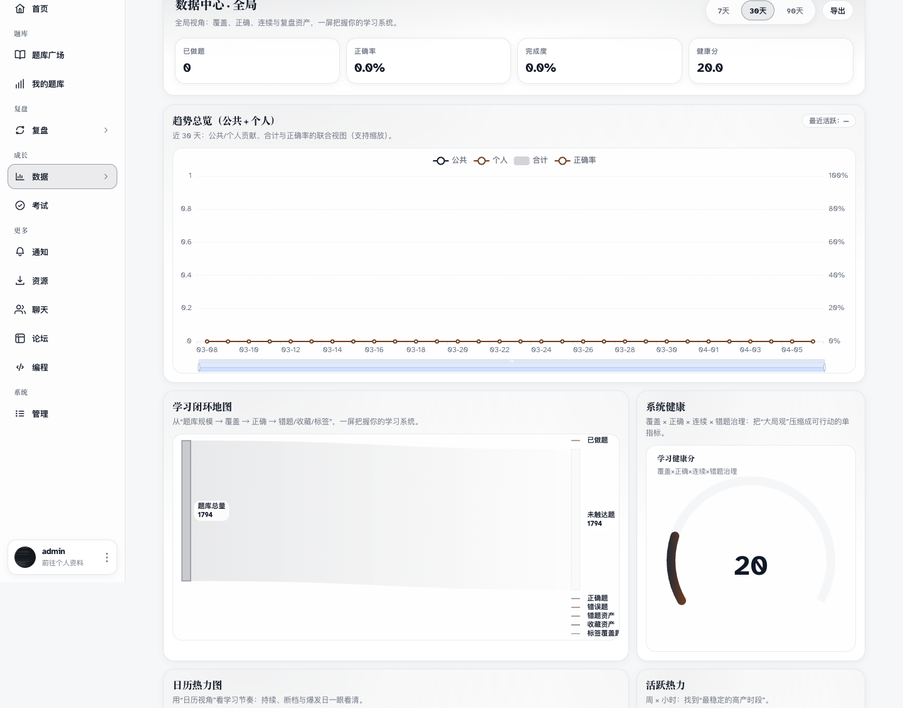 首页
题库
题库广场
我的题库
复盘
复盘
成长
数据
考试
更多
通知
资源
聊天
论坛
编程
系统
管理
admin
前往个人资料
数据中心 · 全局
全局视角：覆盖、正确、连续与复盘资产，一屏把握你的学习系统。
7天
30天
90天
导出
已做题
0
正确率
0.0%
完成度
0.0%
健康分
20.0
趋势总览（公共 + 个人）
近 30 天：公共/个人贡献、合计与正确率的联合视图（支持缩放）。
最近活跃：—
公共 个人 合计 正确率
1 100%
0.8 80%
0.6 60%
0.4 40%
0.2 20%
0 0%
03-08 03-10 03-12 03-14 03-16 03-18 03-20 03-22 03-24 03-26 03-28 03-30 04-01 04-03 04-05
学习闭环地图
从“题库规模 → 覆盖 → 正确 → 错题/收藏/标签”，一屏把握你的学习系统。
已做题
题库总量
1794
未触达题
1794
正确题
错误题
错题资产
收藏资产
标签覆盖
系统健康
覆盖 × 正确 × 连续 × 错题治理：把“大局观”压缩成可行动的单
指标。
学习健康分
覆盖×正确×连续×错题治理
20
日历热力图
用“日历视角”看学习节奏：持续、断档与爆发日一眼看清。
活跃热力
周 × 小时：找到“最稳定的高产时段”。